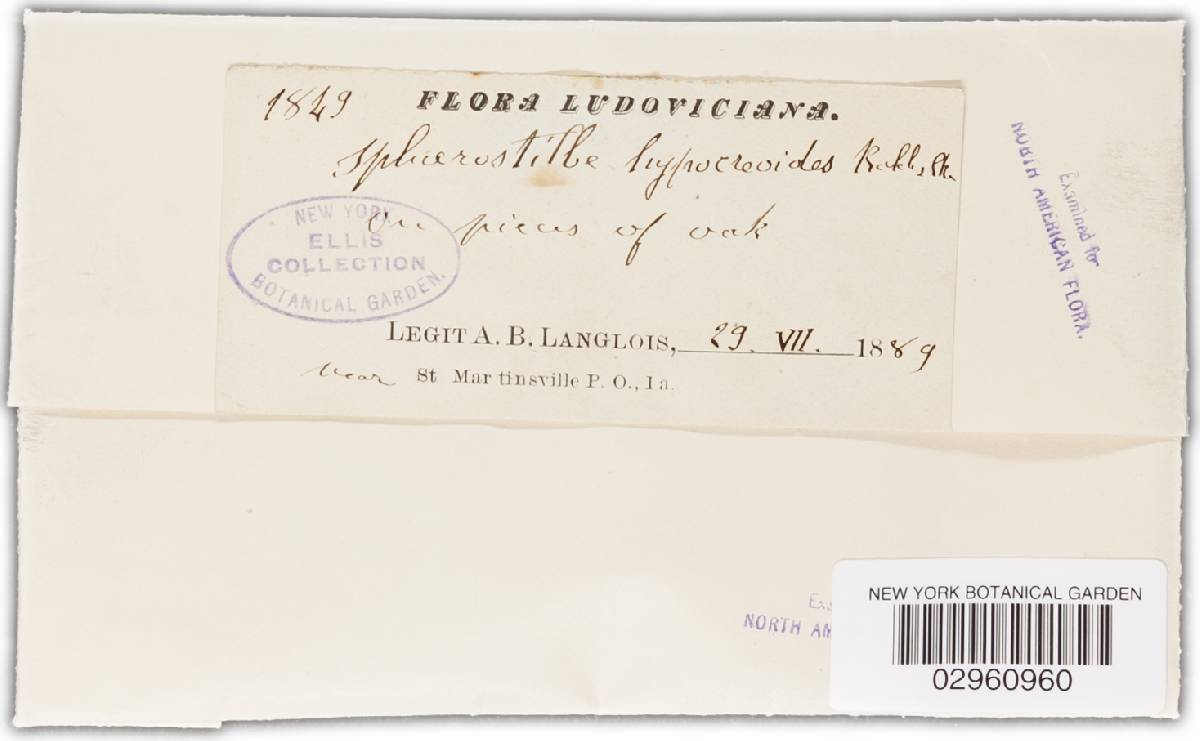 1849 FLORA LUDOVICIANA.
Sphaerostilbe hypocreoides
On pieces of oak
NEW YORK
ELLIS
COLLECTION
BOTANICAL GARDEN.
LEGIT A. B. LANGLOIS, 29. VII. 1889
near St Martinsville P. O., La.
Examined for
NORTH AMERICAN FLORA.
NORTH AM
NEW YORK BOTANICAL GARDEN
02960960